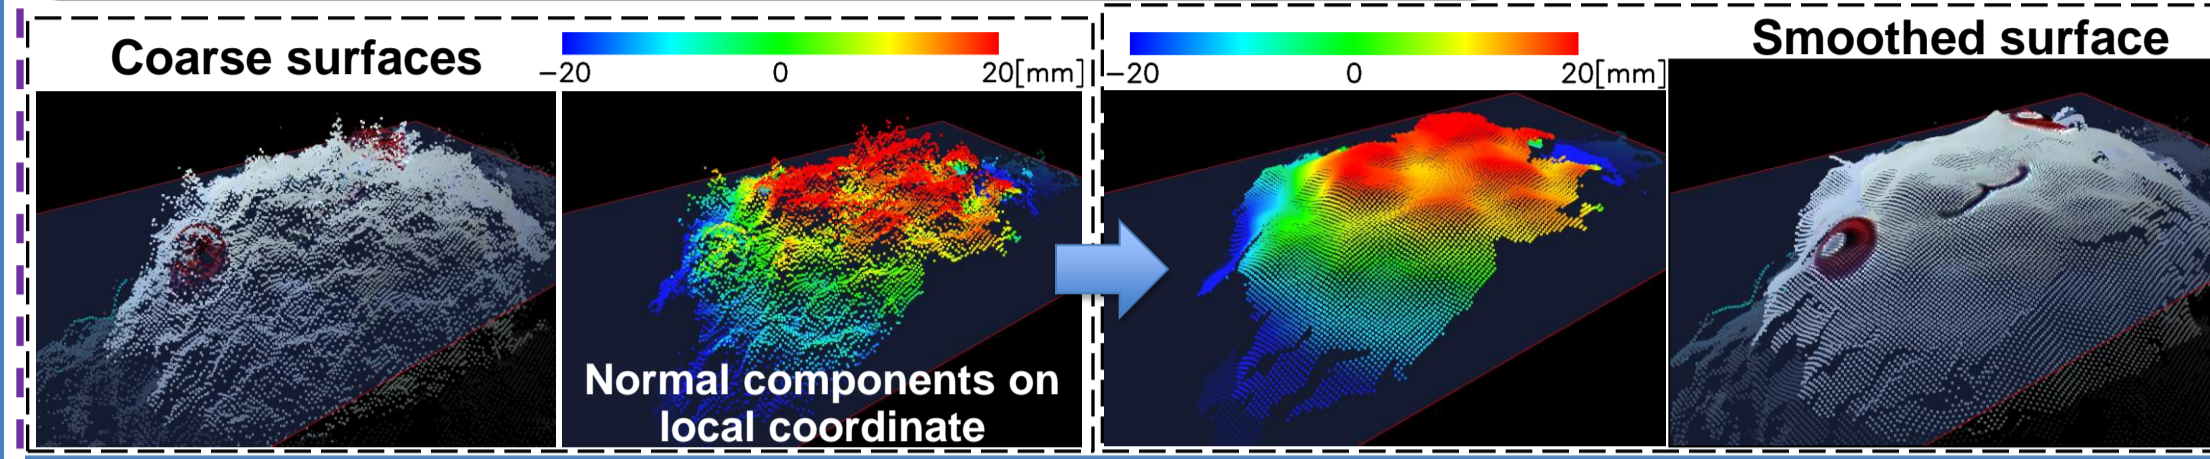 Coarse surfaces
−20 0 20[mm]
Normal components on
local coordinate
−20 0 20[mm]
Smoothed surface